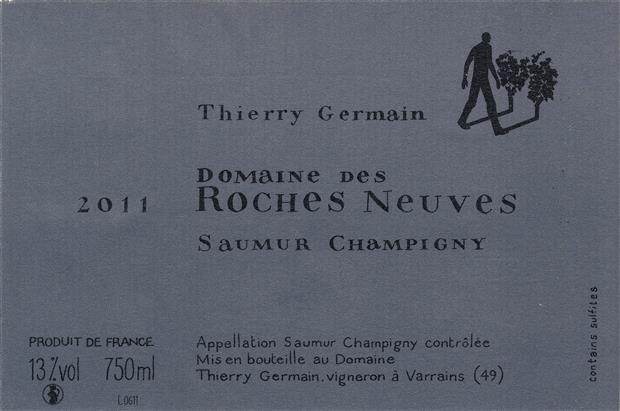 Thierry Germain
DOMAINE DES
2011 ROCHES NEUVES
SAUMUR CHAMPIGNY
PRODUIT DE FRANCE
13%vol 750ml
L0611
Appellation Saumur Champigny contrôlée
Mis en bouteille au Domaine
Thierry Germain, vigneron à Varrains (49)
contains sulfites